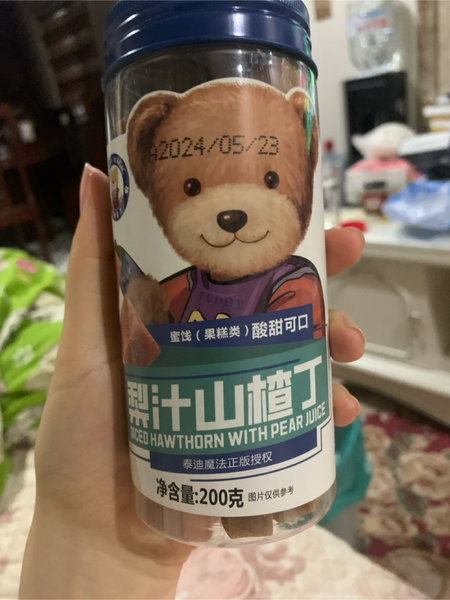 A2024/05/23
TEDDY
蜜饯（果糕类）酸甜可口
梨汁山楂丁
DICED HAWTHORN WITH PEAR JUICE
泰迪魔法正版授权
净含量:200克 图片仅供参考